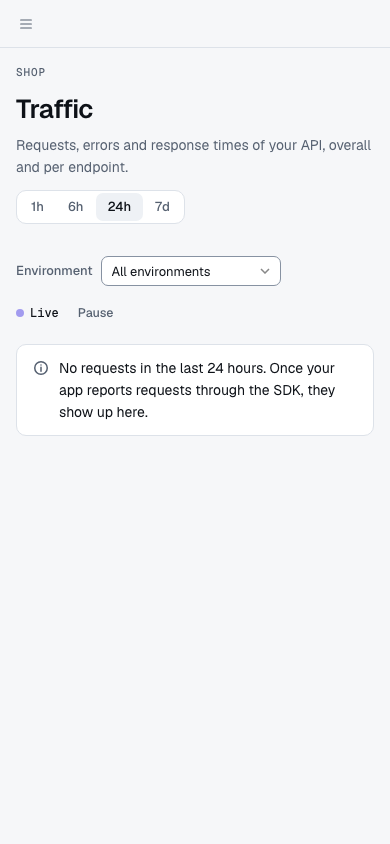 SHOP
Traffic
Requests, errors and response times of your API, overall
and per endpoint.
1h 6h 24h 7d
Environment All environments
Live Pause
No requests in the last 24 hours. Once your
app reports requests through the SDK, they
show up here.